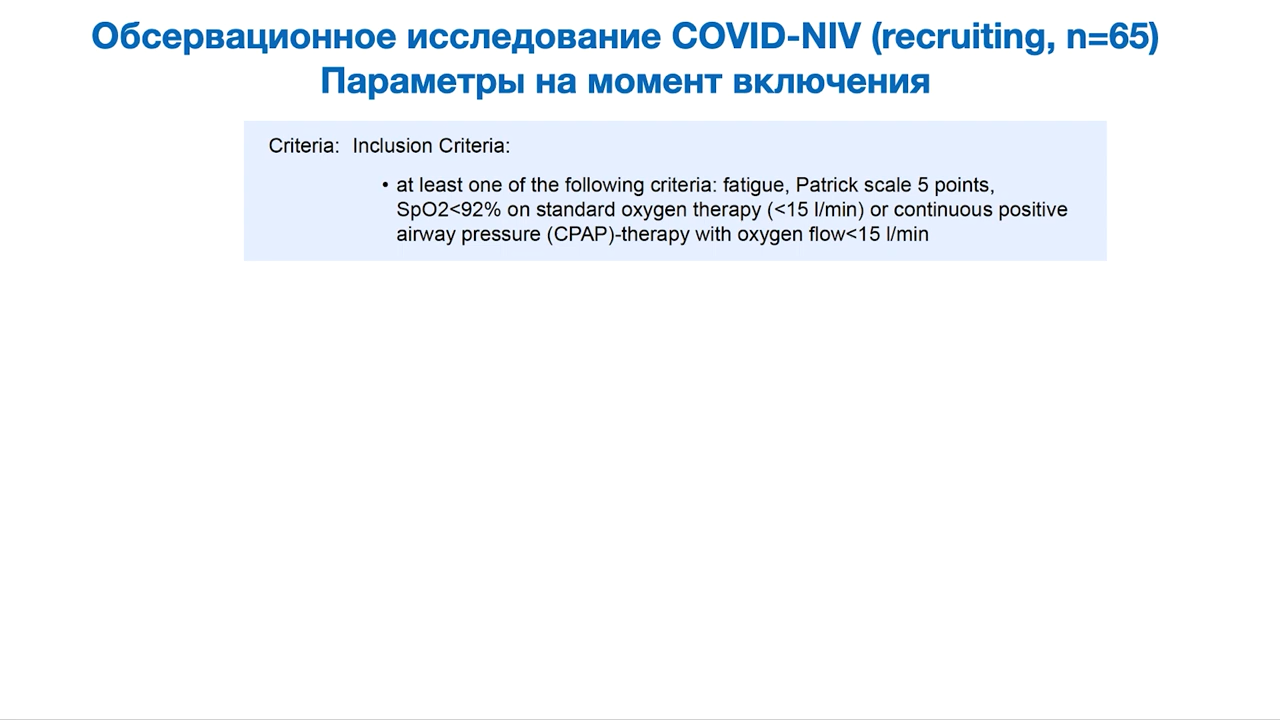 Обсервационное исследование COVID-NIV (recruiting, n=65)
Параметры на момент включения
Criteria: Inclusion Criteria:
• at least one of the following criteria: fatigue, Patrick scale 5 points,
SpO2<92% on standard oxygen therapy (<15 l/min) or continuous positive
airway pressure (CPAP)-therapy with oxygen flow<15 l/min